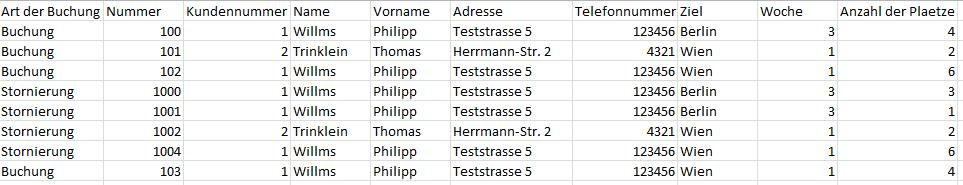 Art der Buchung Nummer Kundennummer Name Vorname Adresse Telefonnummer Ziel Woche Anzahl der Plaetze
Buchung 100 1 Willms Philipp Teststrasse 5 123456 Berlin 3 4
Buchung 101 2 Trinklein Thomas Herrmann-Str. 2 4321 Wien 1 2
Buchung 102 1 Willms Philipp Teststrasse 5 123456 Wien 1 6
Stornierung 1000 1 Willms Philipp Teststrasse 5 123456 Berlin 3 3
Stornierung 1001 1 Willms Philipp Teststrasse 5 123456 Berlin 3 1
Stornierung 1002 2 Trinklein Thomas Herrmann-Str. 2 4321 Wien 1 2
Stornierung 1004 1 Willms Philipp Teststrasse 5 123456 Wien 1 6
Buchung 103 1 Willms Philipp Teststrasse 5 123456 Wien 1 4